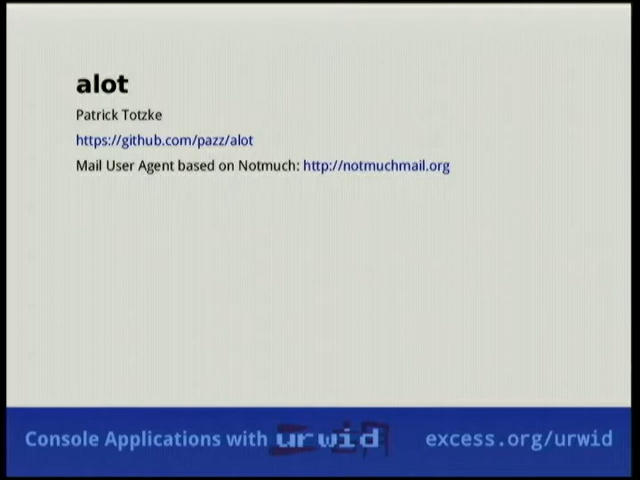 alot
Patrick Totzke
https://github.com/pazz/alot
Mail User Agent based on Notmuch: http://notmuchmail.org
Console Applications with urwid
excess.org/urwid